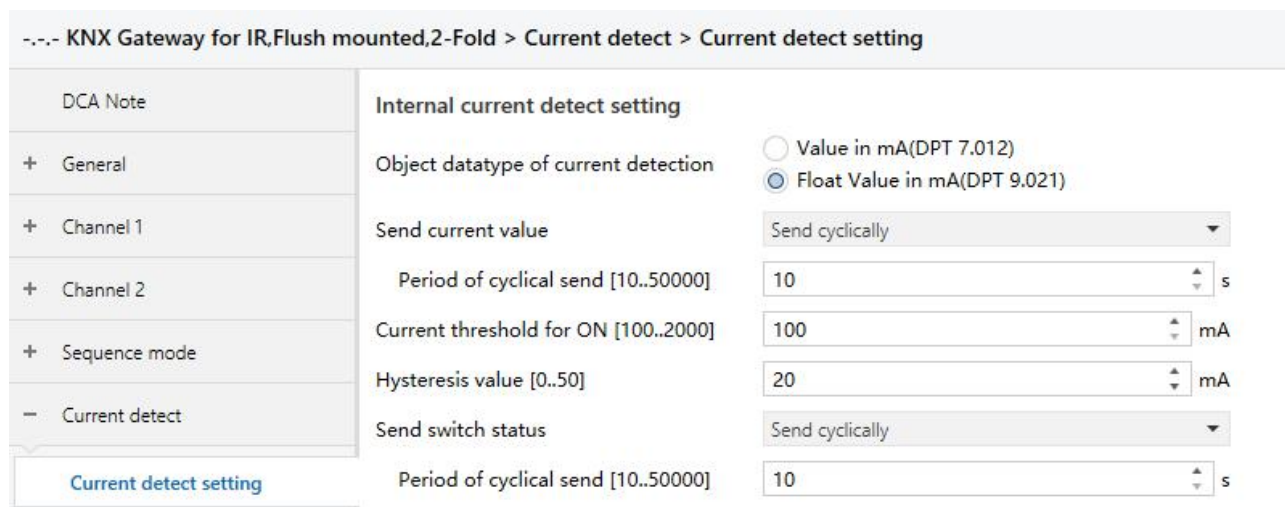 -.-.- KNX Gateway for IR,Flush mounted,2-Fold > Current detect > Current detect setting
DCA Note
+ General
+ Channel 1
+ Channel 2
+ Sequence mode
− Current detect
Current detect setting
Internal current detect setting
Object datatype of current detection
Value in mA(DPT 7.012)
Float Value in mA(DPT 9.021)
Send current value Send cyclically
Period of cyclical send [10..50000] 10 s
Current threshold for ON [100..2000] 100 mA
Hysteresis value [0..50] 20 mA
Send switch status Send cyclically
Period of cyclical send [10..50000] 10 s